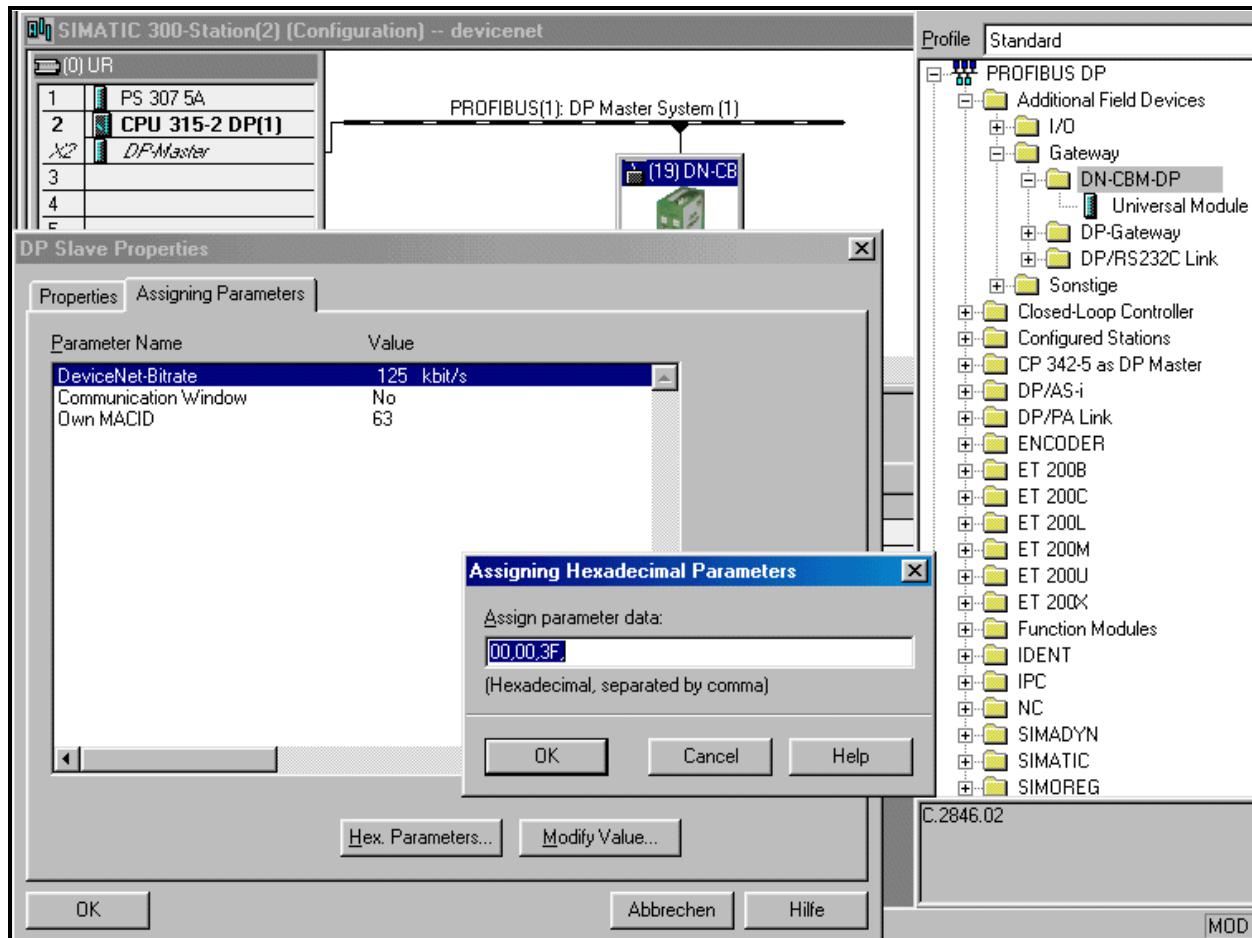 SIMATIC 300-Station(2) (Configuration) -- devicenet
(0) UR
1 PS 307 5A
2 CPU 315-2 DP(1)
X2 DP-Master
3
4
5
PROFIBUS(1): DP Master System (1)
(19) DN-CB
DP Slave Properties
Properties
Assigning Parameters
Parameter Name Value
DeviceNet-Bitrate 125 kbit/s
Communication Window No
Own MACID 63
Hex. Parameters...
Modify Value...
OK
Abbrechen
Hilfe
Assigning Hexadecimal Parameters
Assign parameter data:
00,00,3F,
(Hexadecimal, separated by comma)
OK
Cancel
Help
Profile Standard
PROFIBUS DP
Additional Field Devices
I/O
Gateway
DN-CBM-DP
Universal Module
DP-Gateway
DP/RS232C Link
Sonstige
Closed-Loop Controller
Configured Stations
CP 342-5 as DP Master
DP/AS-i
DP/PA Link
ENCODER
ET 200B
ET 200C
ET 200L
ET 200M
ET 200U
ET 200X
Function Modules
IDENT
IPC
NC
SIMADYN
SIMATIC
SIMOREG
C.2846.02
MOD